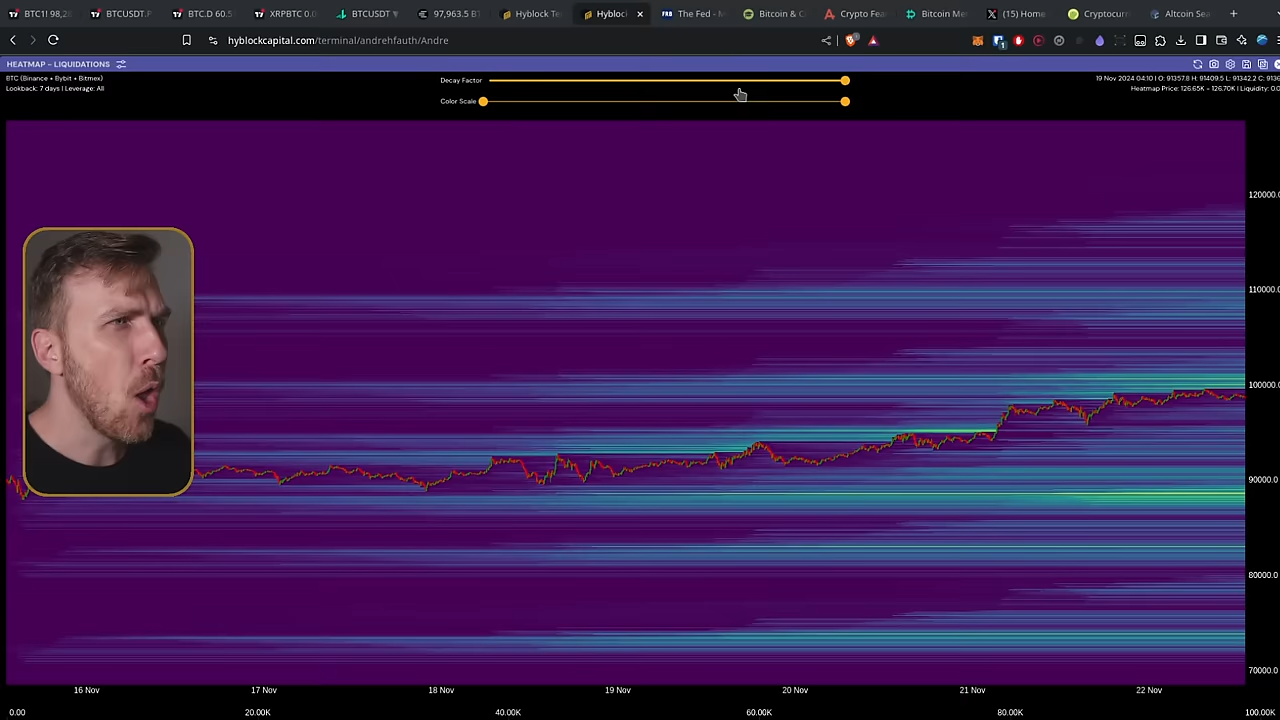 BTC1! 98,2
BTCUSDT.P
BTC.D 60.5
XRPBTC 0.0
BTCUSDT ▼
97,963.5 BT
Hyblock Te
Hybloc
The Fed - M
Bitcoin & C
Crypto Fea
Bitcoin Me
(15) Home
Cryptocurr
Altcoin Sea
hyblockcapital.com/terminal/andrehfauth/Andre
HEATMAP – LIQUIDATIONS
BTC (Binance + Bybit + Bitmex)
Lookback: 7 days | Leverage: All
Decay Factor
Color Scale
19 Nov 2024 04:10 | O: 91357.8 H: 91409.5 L: 91342.2 C: 913
Heatmap Price: 126.65K – 126.70K | Liquidity: 0.0
120000.0
110000.0
100000.0
90000.0
80000.0
70000.0
16 Nov
17 Nov
18 Nov
19 Nov
20 Nov
21 Nov
22 Nov
0.00
20.00K
40.00K
60.00K
80.00K
100.00K